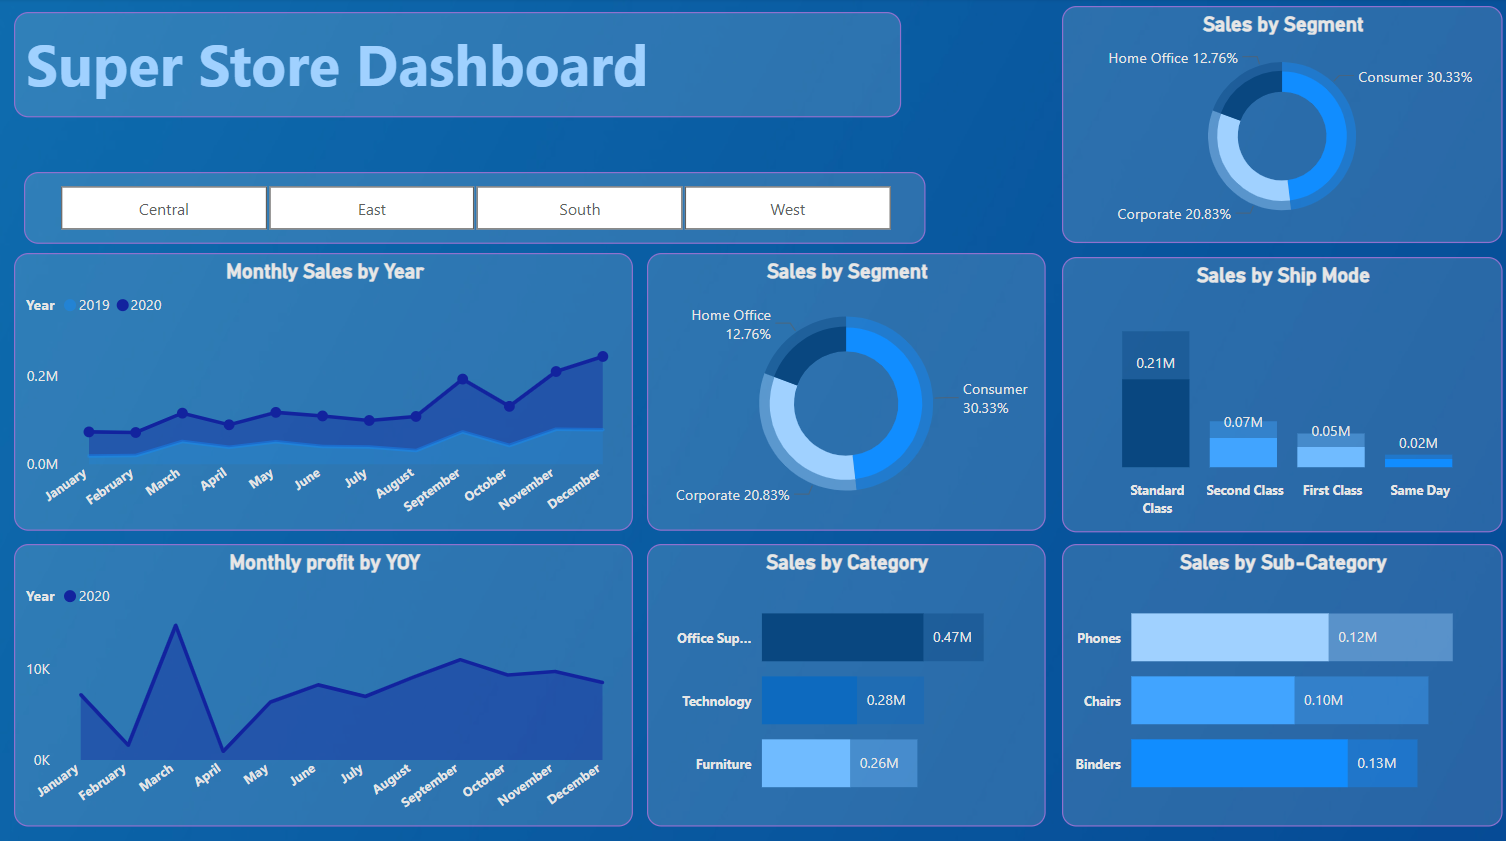 Super Store Dashboard
Central
East
South
West
Sales by Segment
Home Office 12.76%
Consumer 30.33%
Corporate 20.83%
Monthly Sales by Year
Year 2019 2020
0.2M
0.0M
January
February
March
April
May
June
July
August
September
October
November
December
Sales by Segment
Home Office
12.76%
Consumer
30.33%
Corporate 20.83%
Sales by Ship Mode
0.21M
0.07M
0.05M
0.02M
Standard
Class
Second Class
First Class
Same Day
Monthly profit by YOY
Year 2020
10K
0K
January
February
March
April
May
June
July
August
September
October
November
December
Sales by Category
Office Sup... 0.47M
Technology 0.28M
Furniture 0.26M
Sales by Sub-Category
Phones 0.12M
Chairs 0.10M
Binders 0.13M